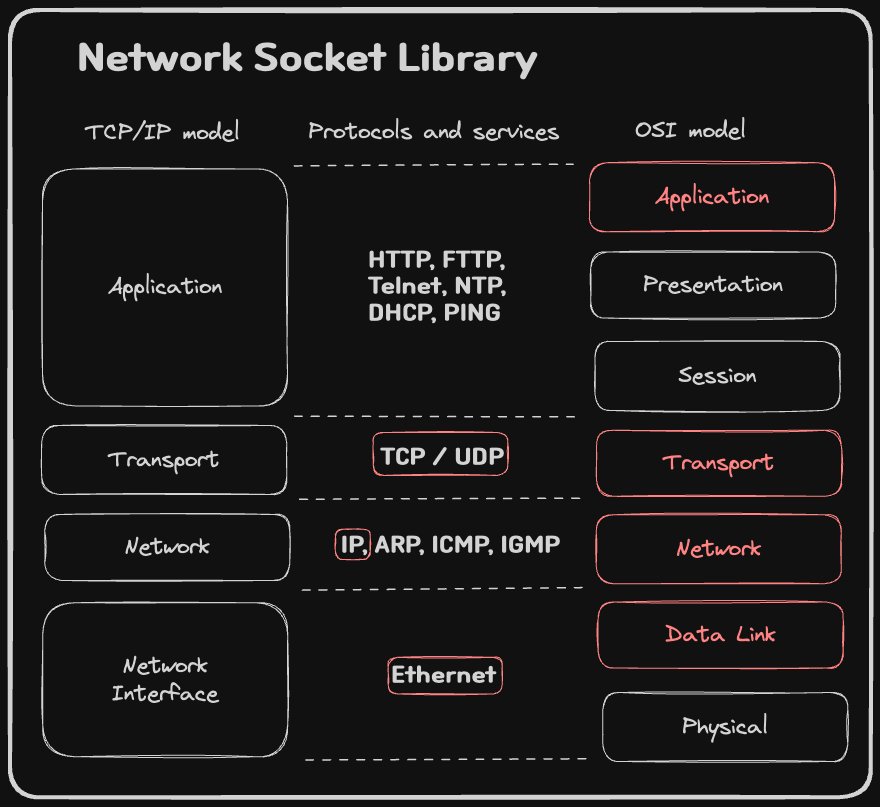 Network Socket Library
TCP/IP model
Protocols and services
OSI model
Application
HTTP, FTTP,
Telnet, NTP,
DHCP, PING
Application
Presentation
Session
Transport
TCP / UDP
Transport
Network
IP, ARP, ICMP, IGMP
Network
Network
Interface
Ethernet
Data Link
Physical